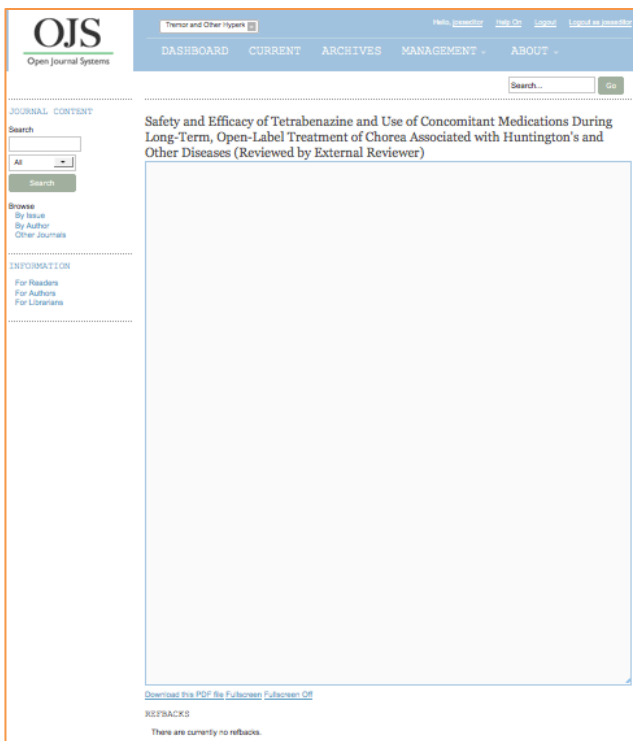 OJS
Open Journal Systems
Tremor and Other Hyperk
Hello, Help On Logout Logout as
DASHBOARD CURRENT ARCHIVES MANAGEMENT ABOUT
Search... Go
JOURNAL CONTENT
Search
All
Search
Browse
By Issue
By Author
Other Journals
INFORMATION
For Readers
For Authors
For Librarians
Safety and Efficacy of Tetrabenazine and Use of Concomitant Medications During
Long-Term, Open-Label Treatment of Chorea Associated with Huntington's and
Other Diseases (Reviewed by External Reviewer)
Download this PDF file Fullscreen Fullscreen Off
REFBACKS
There are currently no refbacks.